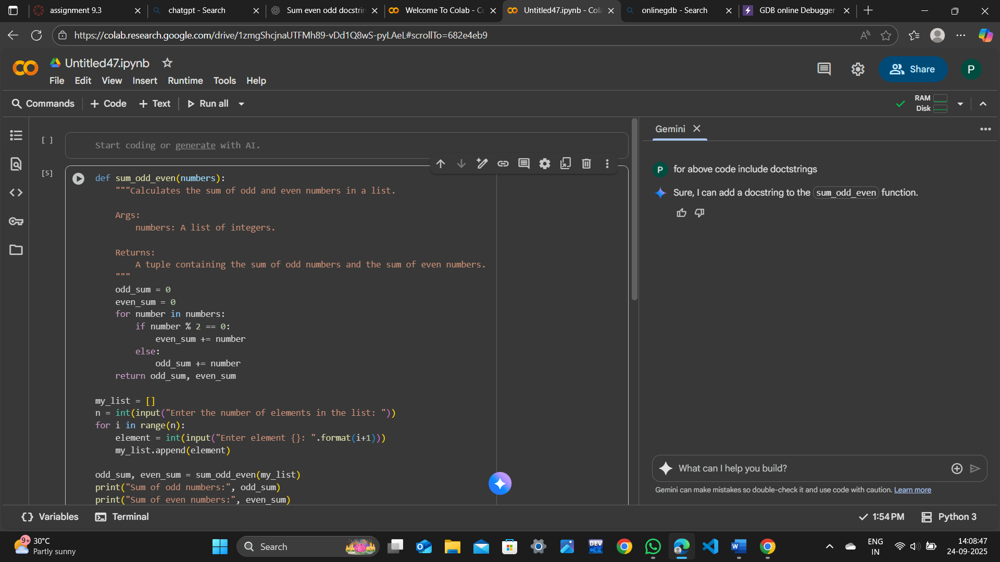 assignment 9.3
chatgpt - Search
Sum even odd docstrin
Welcome To Colab - Co
Untitled47.ipynb - Cola
onlinegdb - Search
GDB online Debugger
https://colab.research.google.com/drive/1zmgShcjnaUTFMh89-vDd1Q8wS-pyLAeL#scrollTo=682e4eb9
Untitled47.ipynb
Share
P
File Edit View Insert Runtime Tools Help
Commands + Code + Text Run all
RAM
Disk
[ ]
Start coding or generate with AI.
[5]
def sum_odd_even(numbers):
    """Calculates the sum of odd and even numbers in a list.
    Args:
        numbers: A list of integers.
    Returns:
        A tuple containing the sum of odd numbers and the sum of even numbers.
    """
    odd_sum = 0
    even_sum = 0
    for number in numbers:
        if number % 2 == 0:
            even_sum += number
        else:
            odd_sum += number
    return odd_sum, even_sum
my_list = []
n = int(input("Enter the number of elements in the list: "))
for i in range(n):
    element = int(input("Enter element {}: ".format(i+1)))
    my_list.append(element)
odd_sum, even_sum = sum_odd_even(my_list)
print("Sum of odd numbers:", odd_sum)
print("Sum of even numbers:", even_sum)
Gemini
P for above code include doctstrings
Sure, I can add a docstring to the sum_odd_even function.
What can I help you build?
Gemini can make mistakes so double-check it and use code with caution. Learn more
Variables
Terminal
1:54 PM
Python 3
9+
30°C
Partly sunny
Search
DEV
C++
ENG
IN
14:08:47
24-09-2025